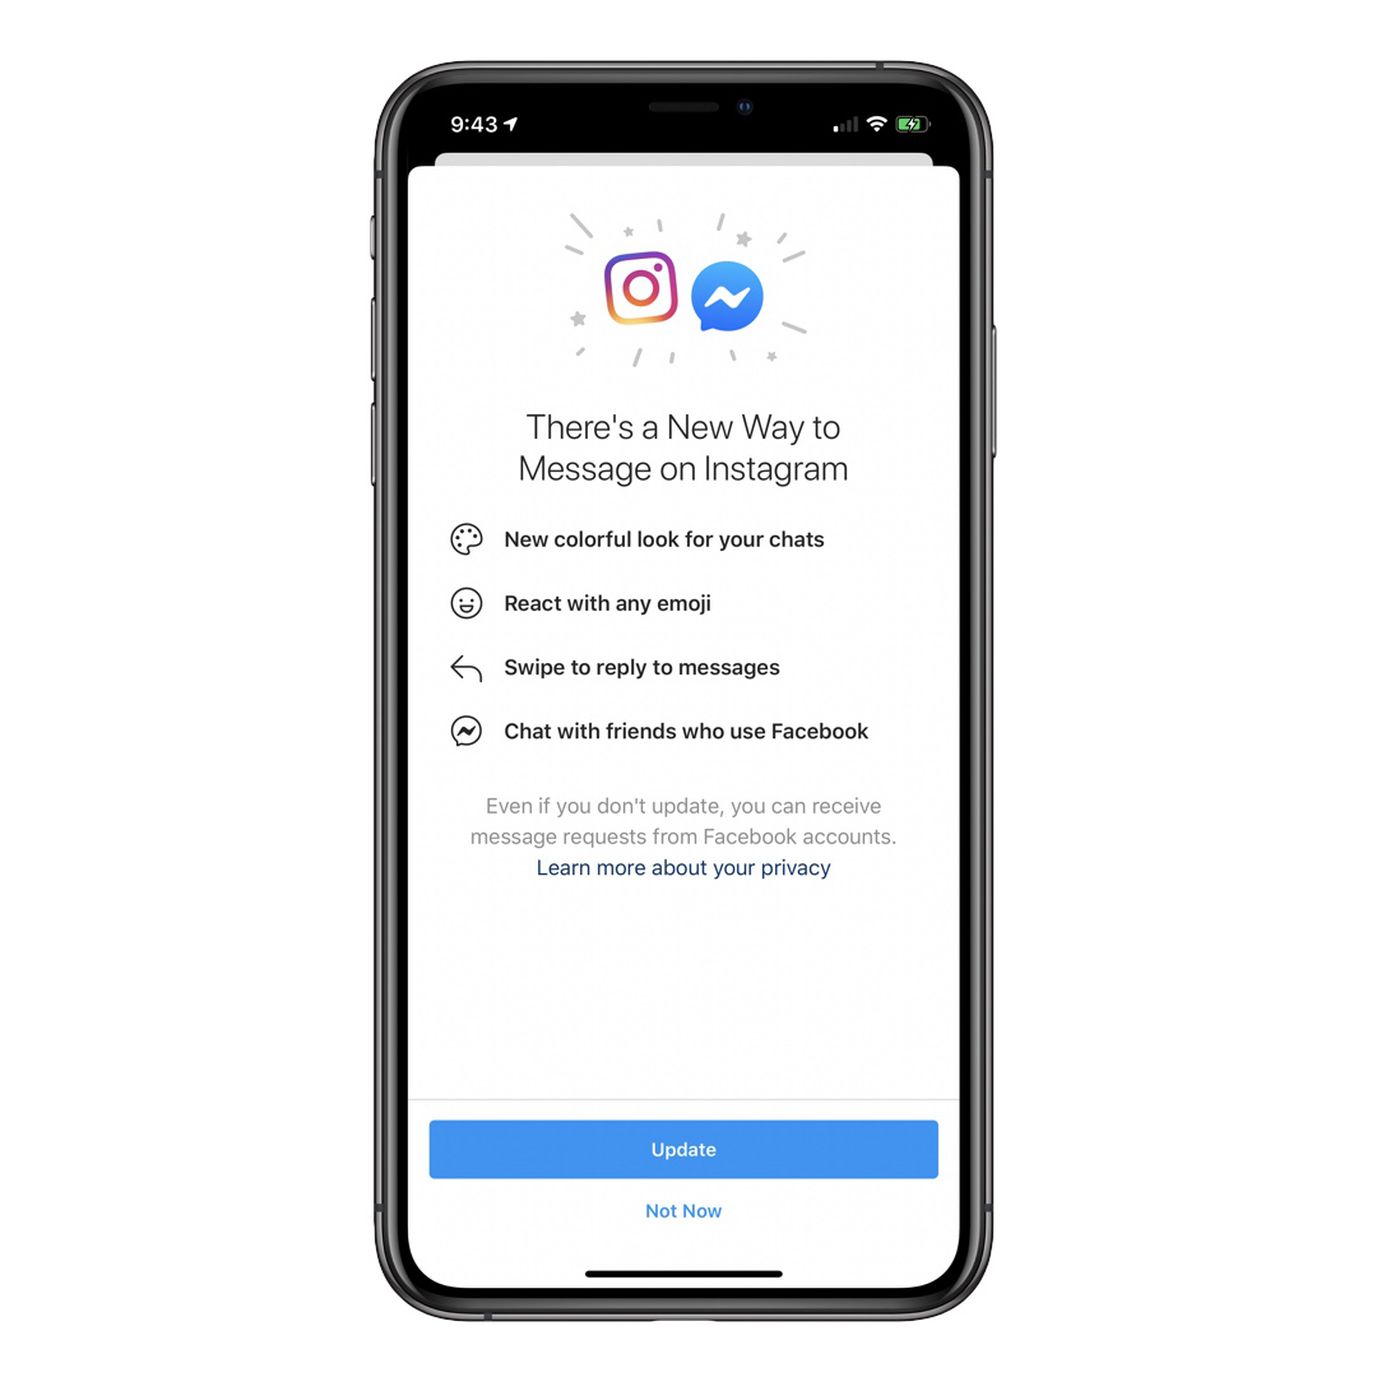 9:43
There's a New Way to
Message on Instagram
New colorful look for your chats
React with any emoji
Swipe to reply to messages
Chat with friends who use Facebook
Even if you don't update, you can receive
message requests from Facebook accounts.
Learn more about your privacy
Update
Not Now